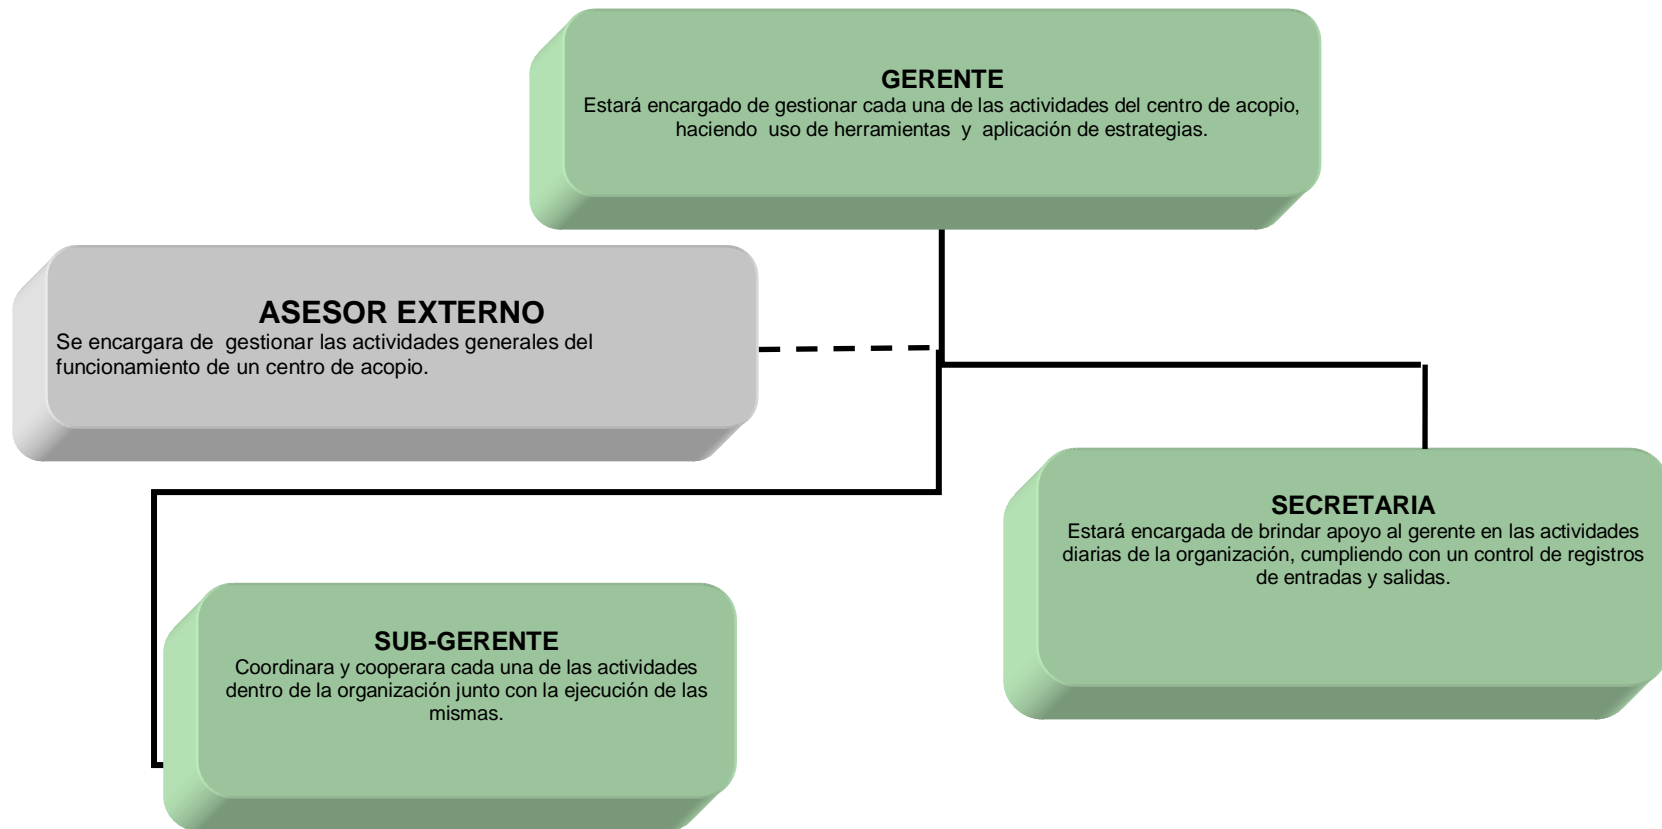 GERENTE
Estará encargado de gestionar cada una de las actividades del centro de acopio,
haciendo  uso de herramientas  y  aplicación de estrategias.
ASESOR EXTERNO
Se encargara de  gestionar las actividades generales del
funcionamiento de un centro de acopio.
SECRETARIA
Estará encargada de brindar apoyo al gerente en las actividades
diarias de la organización, cumpliendo con un control de registros
de entradas y salidas.
SUB-GERENTE
Coordinara y cooperara cada una de las actividades
dentro de la organización junto con la ejecución de las
mismas.